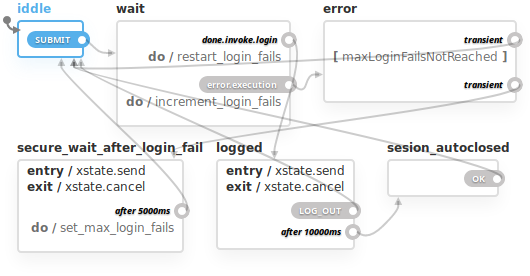 iddle
SUBMIT
wait
done.invoke.login
do / restart_login_fails
error.execution
do / increment_login_fails
error
transient
[ maxLoginFailsNotReached ]
transient
secure_wait_after_login_fail
entry / xstate.send
exit / xstate.cancel
after 5000ms
do / set_max_login_fails
logged
entry / xstate.send
exit / xstate.cancel
LOG_OUT
after 10000ms
sesion_autoclosed
OK